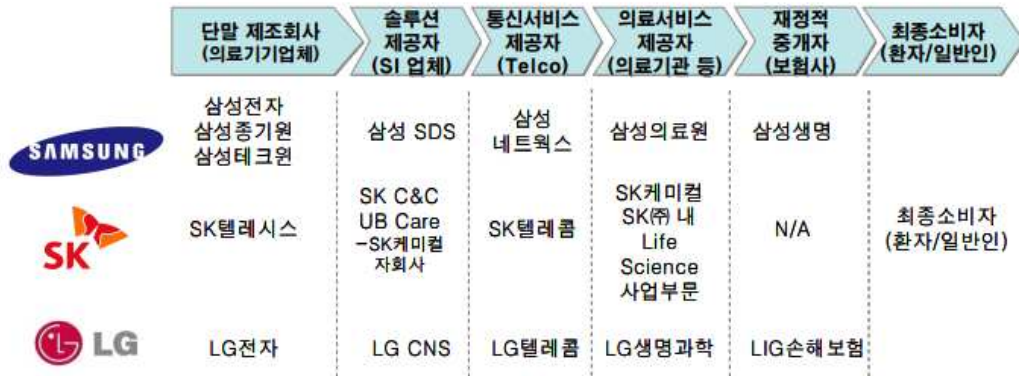 단말 제조회사
(의료기기업체)
솔루션
제공자
(SI 업체)
통신서비스
제공자
(Telco)
의료서비스
제공자
(의료기관 등)
재정적
중개자
(보험사)
최종소비자
(환자/일반인)
SAMSUNG
삼성전자
삼성종기원
삼성테크윈
삼성 SDS
삼성
네트웍스
삼성의료원
삼성생명
SK
SK텔레시스
SK C&C
UB Care
-SK케미컬
자회사
SK텔레콤
SK케미컬
SK㈜ 내
Life
Science
사업부문
N/A
최종소비자
(환자/일반인)
LG
LG전자
LG CNS
LG텔레콤
LG생명과학
LIG손해보험